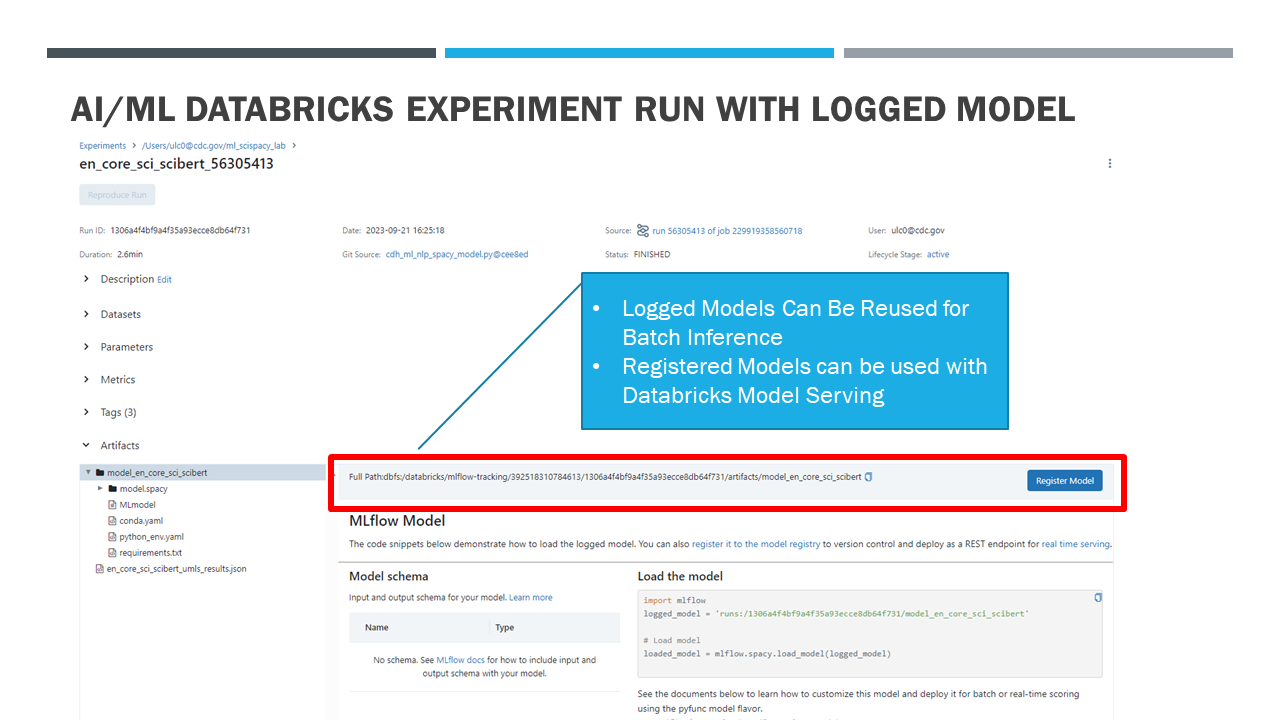 AI/ML DATABRICKS EXPERIMENT RUN WITH LOGGED MODEL
Experiments > /Users/ulc0@cdc.gov/ml_scispacy_lab >
en_core_sci_scibert_56305413
Reproduce Run
Run ID: 1306a4f4bf9a4f35a93ecce8db64f731 Date: 2023-09-21 16:25:18 Source: run 56305413 of job 229919358560718 User: ulc0@cdc.gov
Duration: 2.6min Git Source: cdh_ml_nlp_spacy_model.py@cee8ed Status: FINISHED Lifecycle Stage: active
Description Edit
Datasets
Parameters
Metrics
Tags (3)
Artifacts
• Logged Models Can Be Reused for
Batch Inference
• Registered Models can be used with
Databricks Model Serving
model_en_core_sci_scibert
model.spacy
MLmodel
conda.yaml
python_env.yaml
requirements.txt
en_core_sci_scibert_umls_results.json
Full Path:dbfs:/databricks/mlflow-tracking/392518310784613/1306a4f4bf9a4f35a93ecce8db64f731/artifacts/model_en_core_sci_scibert
Register Model
MLflow Model
The code snippets below demonstrate how to load the logged model. You can also register it to the model registry to version control and deploy as a REST endpoint for real time serving.
Model schema
Input and output schema for your model. Learn more
Name Type
No schema. See MLflow docs for how to include input and
output schema with your model.
Load the model
import mlflow
logged_model = 'runs:/1306a4f4bf9a4f35a93ecce8db64f731/model_en_core_sci_scibert'
# Load model
loaded_model = mlflow.spacy.load_model(logged_model)
See the documents below to learn how to customize this model and deploy it for batch or real-time scoring
using the pyfunc model flavor.